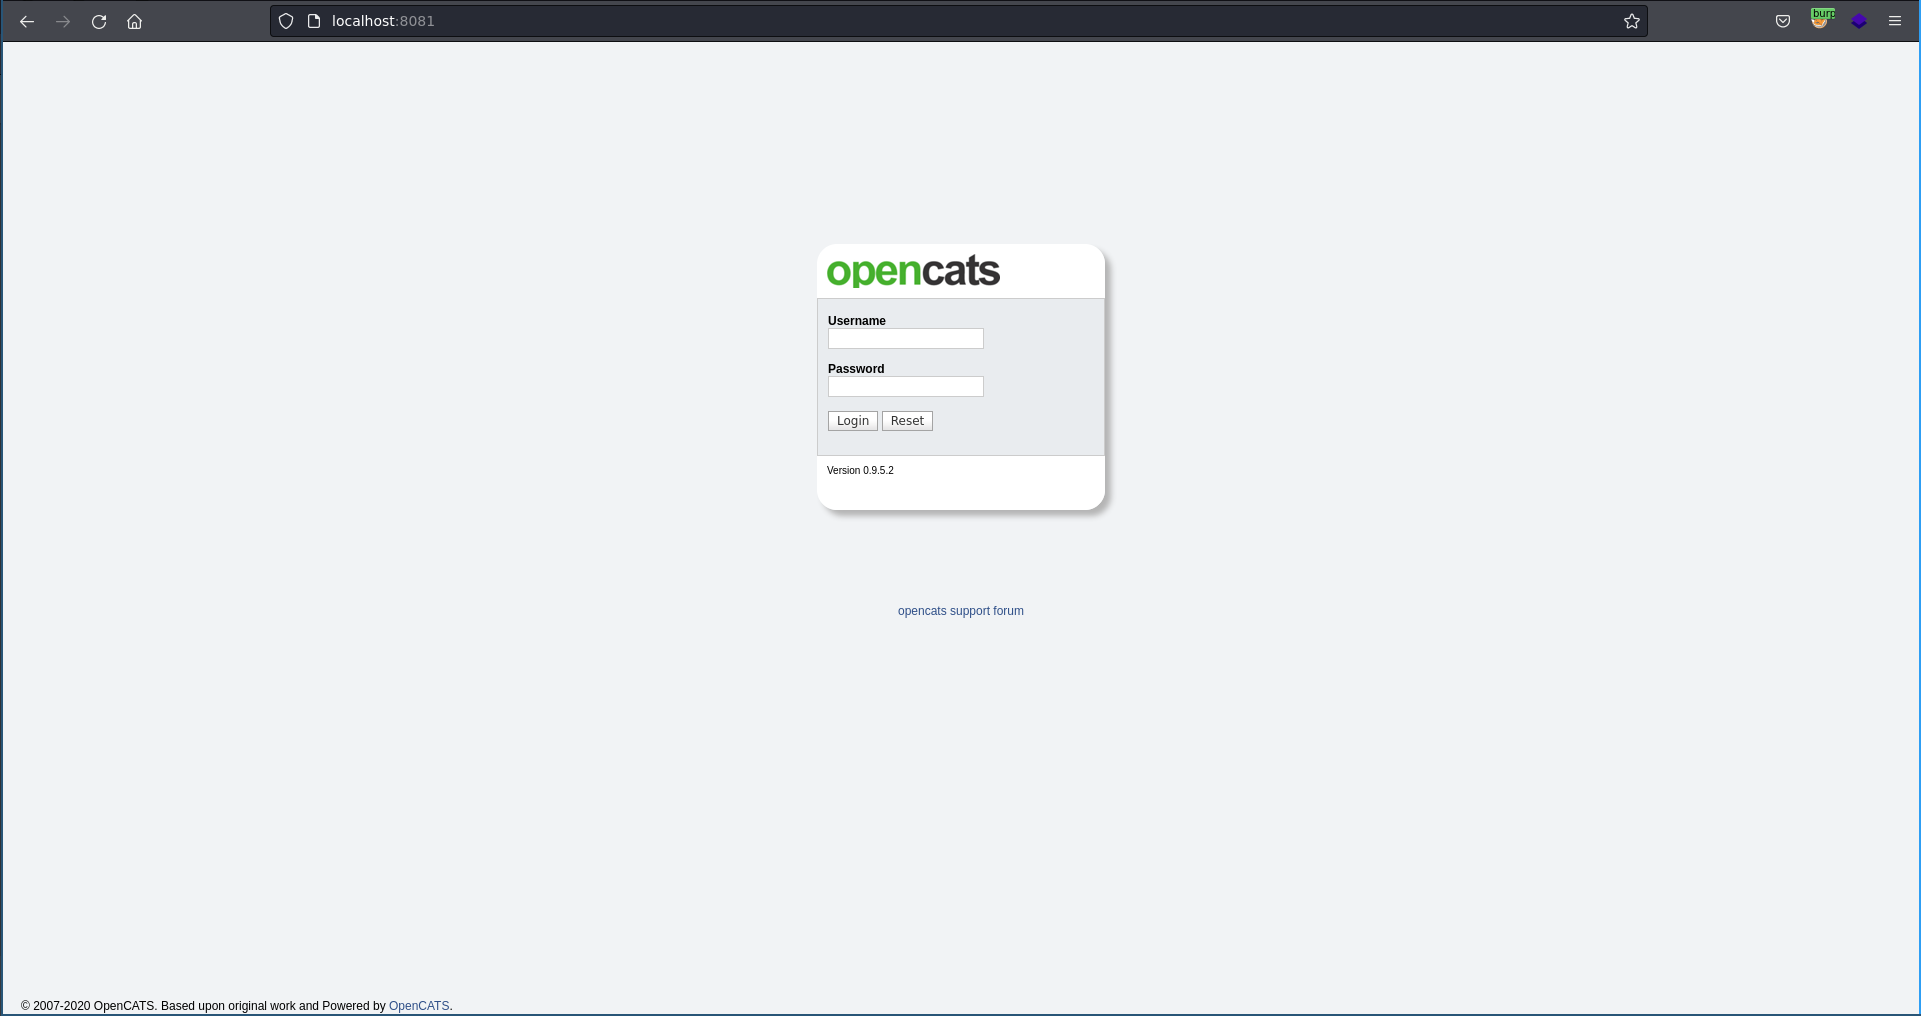 localhost:8081
burp
opencats
Username
Password
Login Reset
Version 0.9.5.2
opencats support forum
© 2007-2020 OpenCATS. Based upon original work and Powered by OpenCATS.